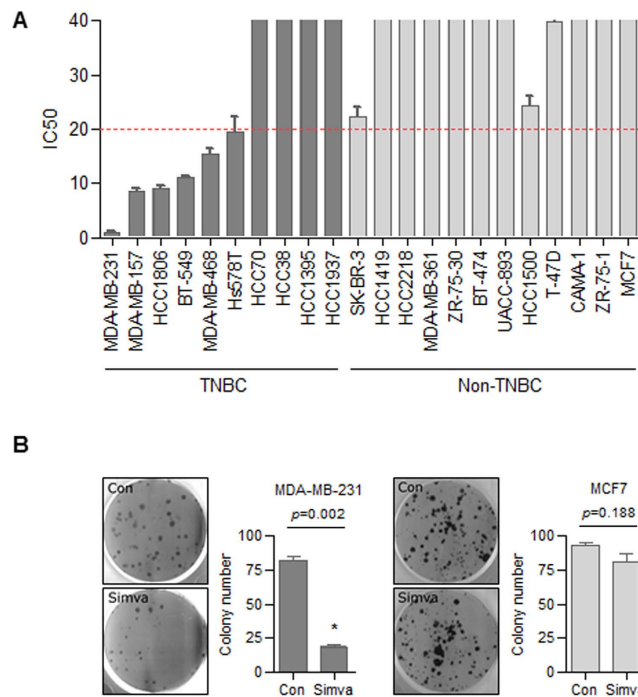 A
IC50
40
30
20
10
0
MDA-MB-231
MDA-MB-157
HCC1806
BT-549
MDA-MB-468
Hs578T
HCC70
HCC38
HCC1395
HCC1937
SK-BR-3
HCC1419
HCC2218
MDA-MB-361
ZR-75-30
BT-474
UACC-893
HCC1500
T-47D
CAMA-1
ZR-75-1
MCF7
TNBC
Non-TNBC
B
Con
Simva
MDA-MB-231
p=0.002
Colony number
100
75
50
25
0
*
Con Simva
Con
Simva
MCF7
p=0.188
Colony number
100
75
50
25
0
Con Simva